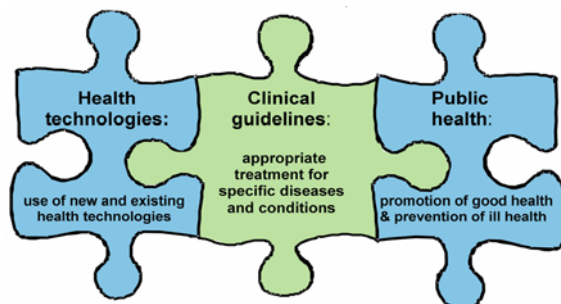 Health
technologies:
use of new and existing
health technologies
Clinical
guidelines:
appropriate
treatment for
specific diseases
and conditions
Public
health:
promotion of good health
& prevention of ill health